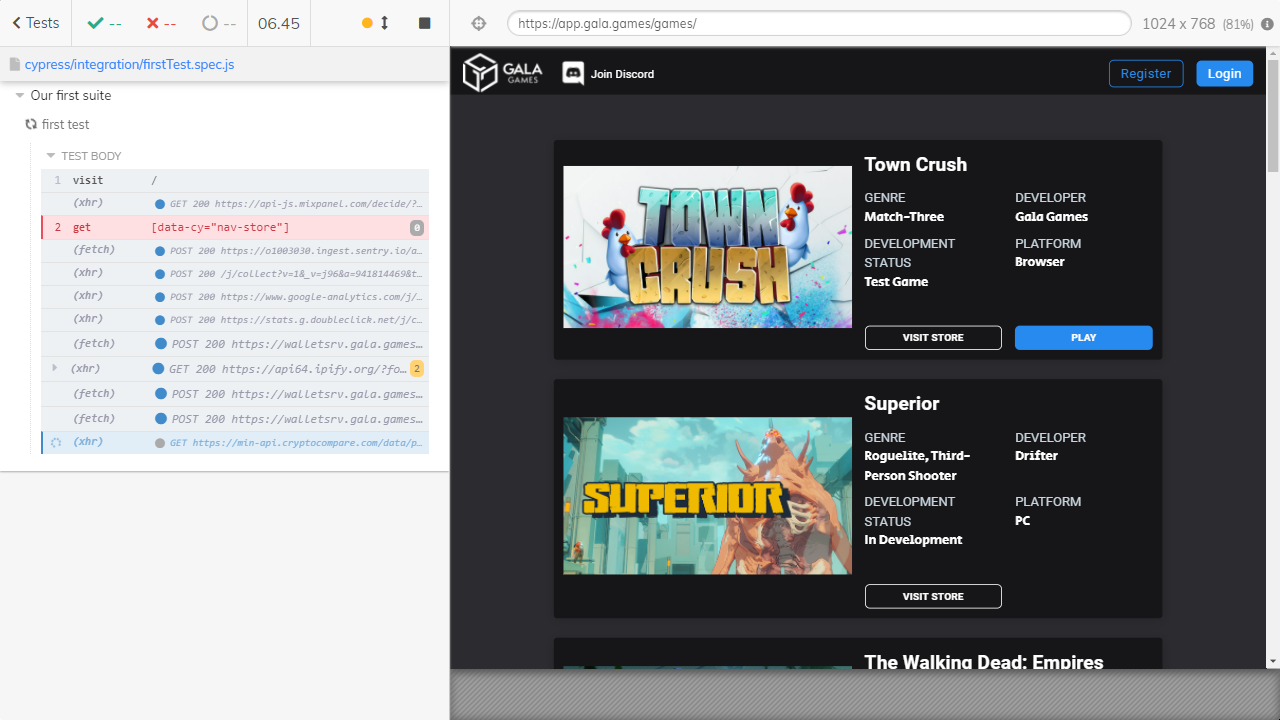 Tests
--
--
--
06.45
https://app.gala.games/games/
1024 x 768 (81%)
cypress/integration/firstTest.spec.js
Our first suite
first test
TEST BODY
1 visit /
(xhr) GET 200 https://api-js.mixpanel.com/decide/?…
2 get [data-cy="nav-store"] 0
(fetch) POST 200 https://o1003030.ingest.sentry.io/a…
(xhr) POST 200 /j/collect?v=1&_v=j96&a=941814469&t…
(xhr) POST 200 https://www.google-analytics.com/j/…
(xhr) POST 200 https://stats.g.doubleclick.net/j/c…
(fetch) POST 200 https://walletsrv.gala.games…
(xhr) GET 200 https://api64.ipify.org/?fo… 2
(fetch) POST 200 https://walletsrv.gala.games…
(fetch) POST 200 https://walletsrv.gala.games…
(xhr) GET https://min-api.cryptocompare.com/data/p…
GALA
GAMES
Join Discord
Register
Login
TOWN
CRUSH
Town Crush
GENRE
Match-Three
DEVELOPER
Gala Games
DEVELOPMENT
STATUS
Test Game
PLATFORM
Browser
VISIT STORE
PLAY
SUPERIOR
Superior
GENRE
Roguelite, Third-
Person Shooter
DEVELOPER
Drifter
DEVELOPMENT
STATUS
In Development
PLATFORM
PC
VISIT STORE
The Walking Dead: Empires